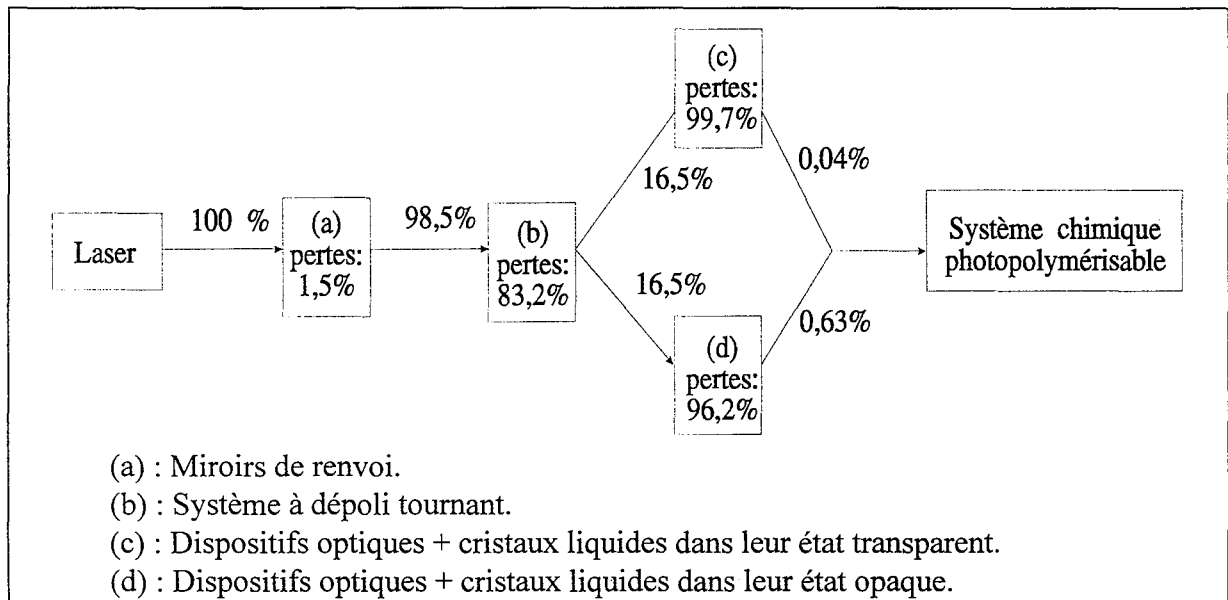 (c)
pertes:
99,7%
0,04%
16,5%
100 %
98,5%
Laser
(a)
pertes:
1,5%
(b)
pertes:
83,2%
Système chimique
photopolymérisable
16,5%
0,63%
(d)
pertes:
96,2%
(a) : Miroirs de renvoi.
(b) : Système à dépoli tournant.
(c) : Dispositifs optiques + cristaux liquides dans leur état transparent.
(d) : Dispositifs optiques + cristaux liquides dans leur état opaque.